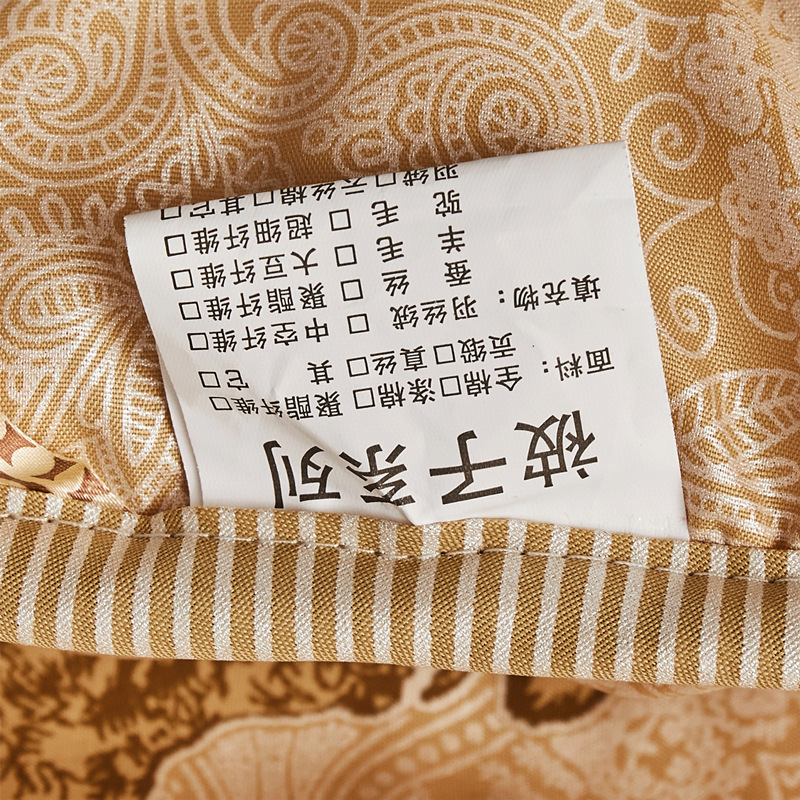 被子系列
面料：全棉□涤棉□聚酯纤维□
贡缎□真丝□其 它□
填充物：羽丝绒 □ 中空纤维□
蚕 丝 □ 聚酯纤维□
羊 毛 □ 大豆纤维□
驼 毛 □ 超细纤维□
羽绒□天丝棉□其它□